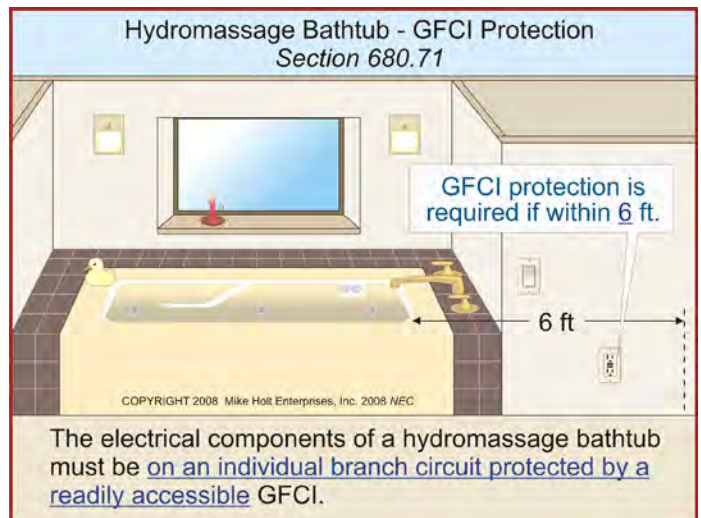 Hydromassage Bathtub - GFCI Protection
Section 680.71
GFCI protection is
required if within 6 ft.
6 ft
COPYRIGHT 2008 Mike Holt Enterprises, Inc. 2008 NEC
The electrical components of a hydromassage bathtub
must be on an individual branch circuit protected by a
readily accessible GFCI.